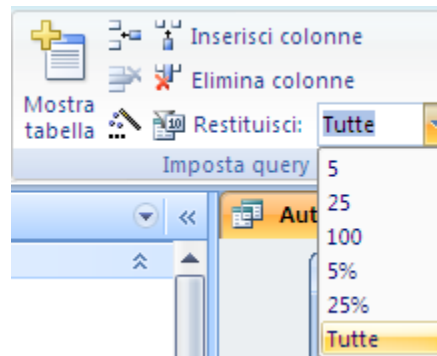 Inserisci colonne
Elimina colonne
Mostra
tabella
Restituisci: Tutte
Imposta query
5
Aut
25
100
5%
25%
Tutte